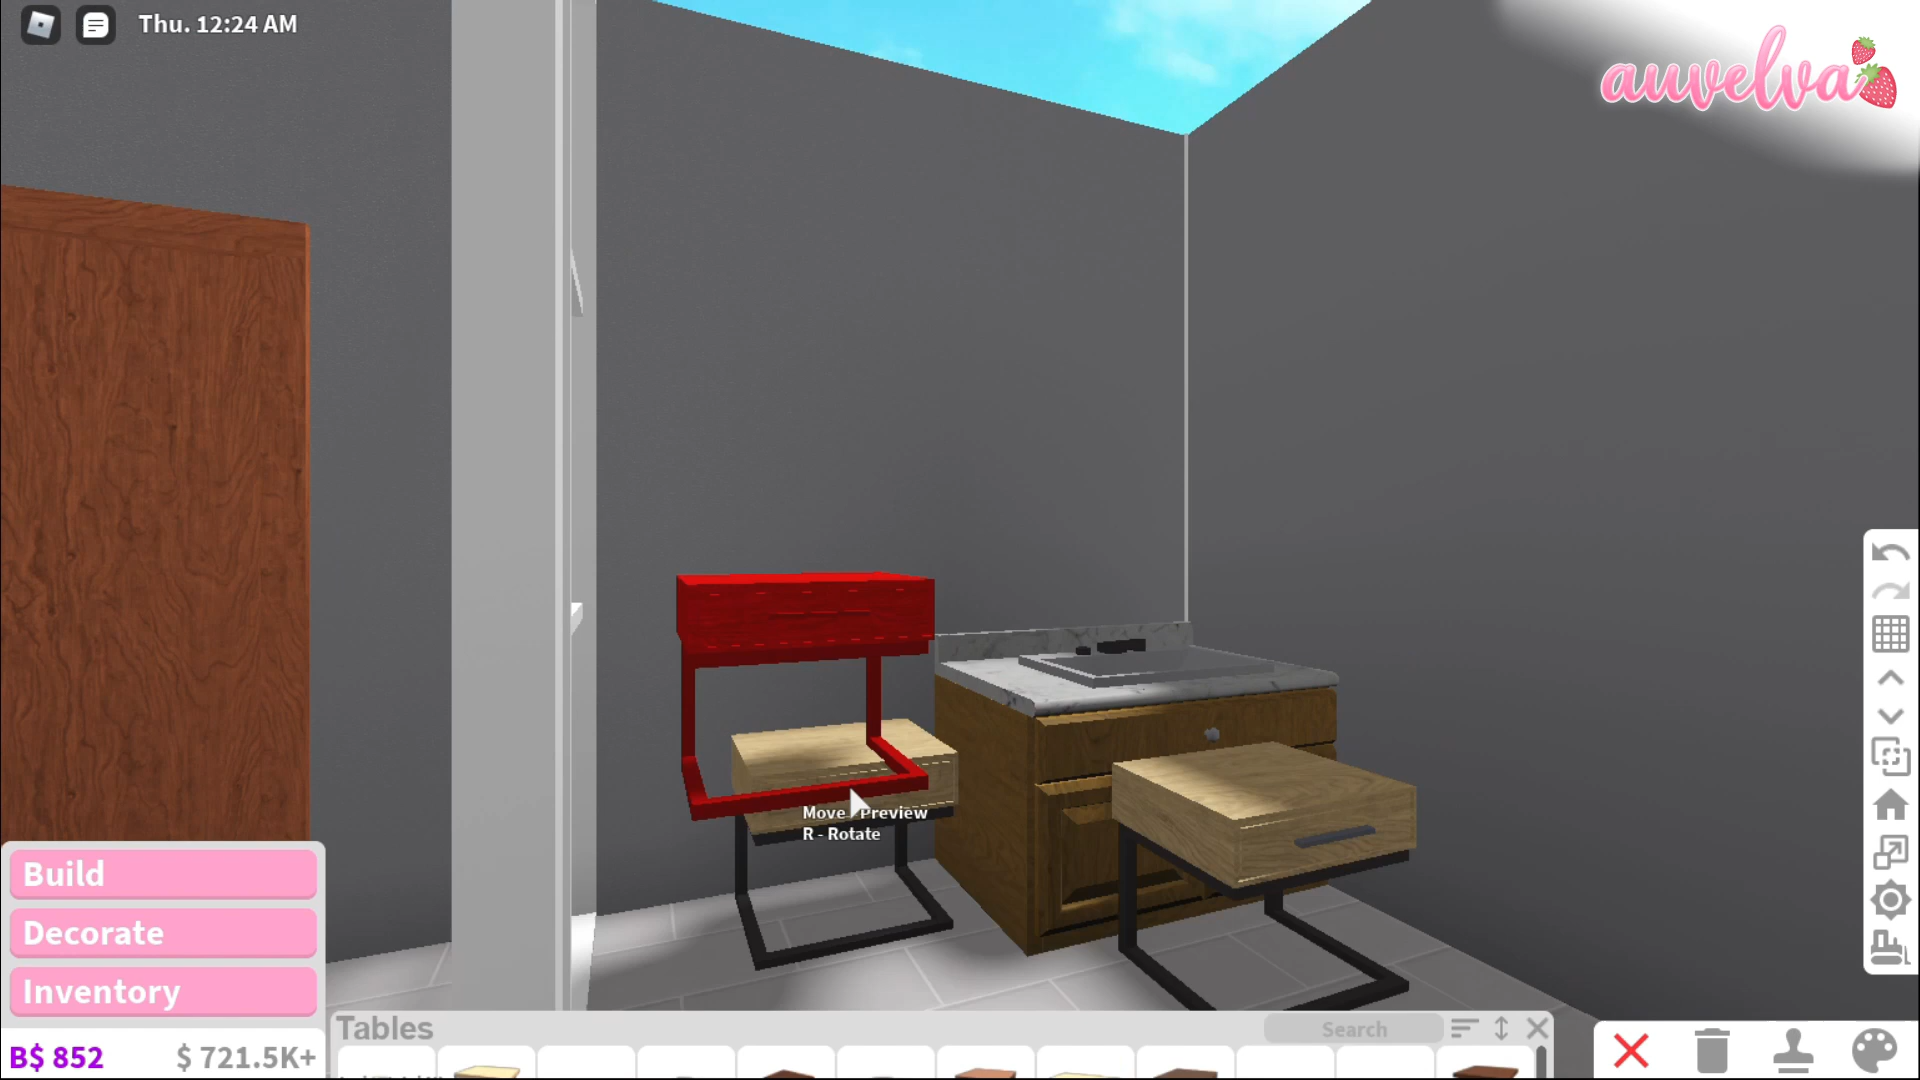 Thu. 12:24 AM
auvelva
Move - Preview
R - Rotate
Build
Decorate
Inventory
B$ 852
$ 721.5K+
Tables
Search